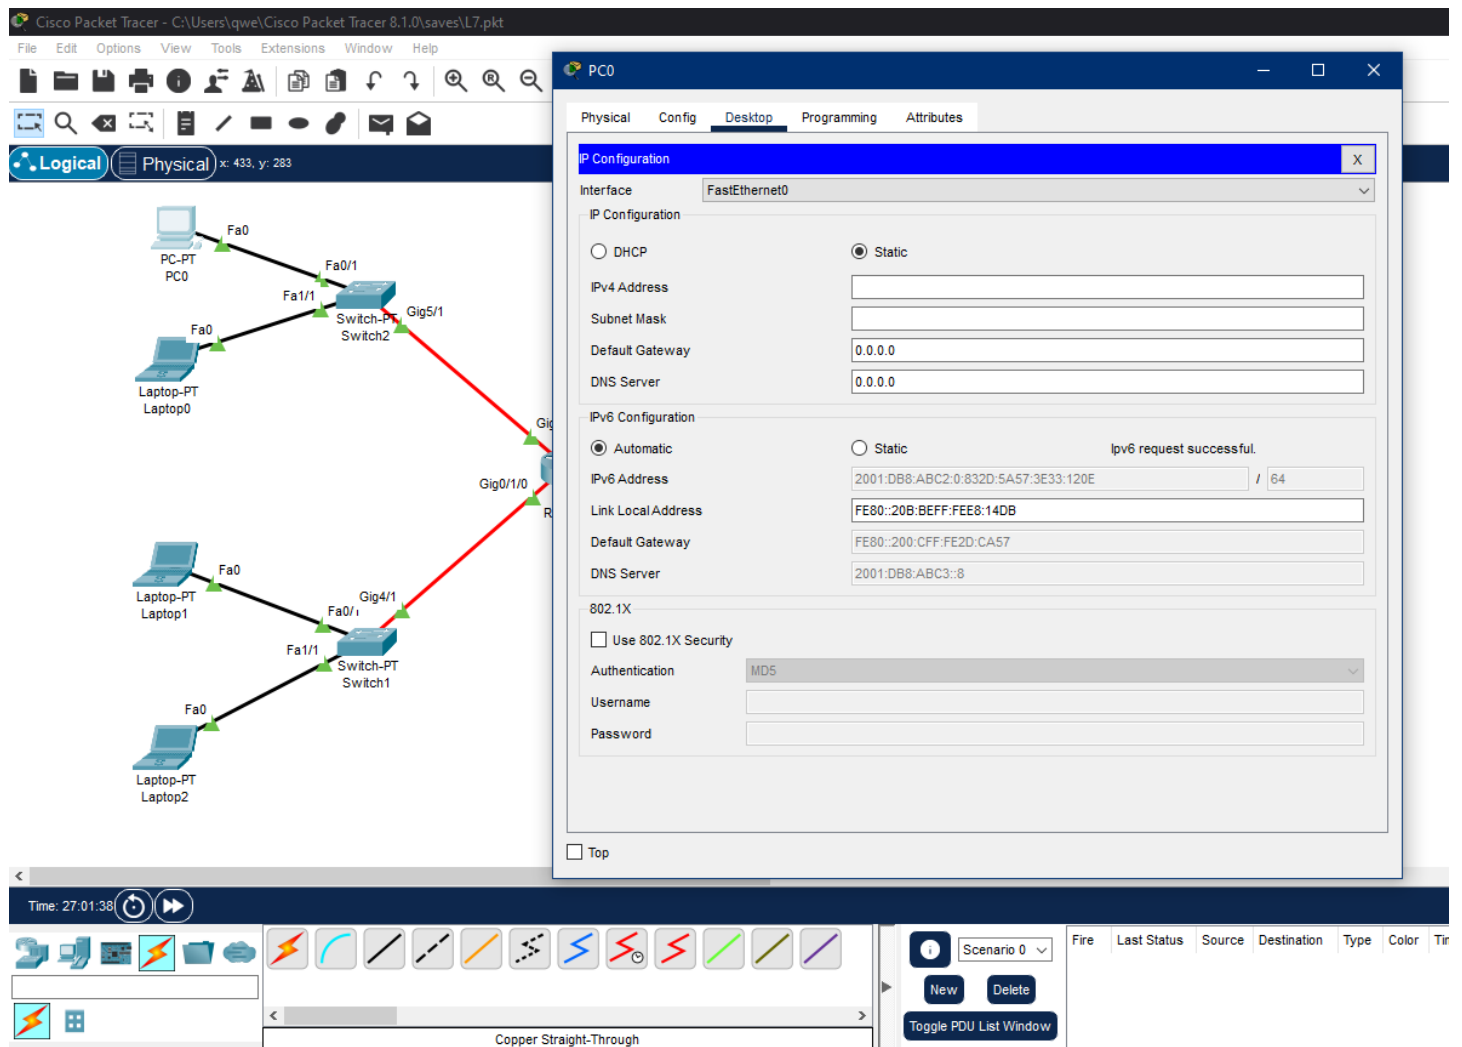 Cisco Packet Tracer - C:\Users\qwe\Cisco Packet Tracer 8.1.0\saves\L7.pkt
File Edit Options View Tools Extensions Window Help
Logical Physical x: 433, y: 283
Fa0
PC-PT
PC0
Fa0/1
Fa1/1
Switch-PT
Switch2
Gig5/1
Fa0
Laptop-PT
Laptop0
Gig
Gig0/1/0
R
Fa0
Laptop-PT
Laptop1
Gig4/1
Fa0/1
Fa1/1
Switch-PT
Switch1
Fa0
Laptop-PT
Laptop2
PC0
Physical Config Desktop Programming Attributes
IP Configuration X
Interface FastEthernet0
IP Configuration
DHCP Static
IPv4 Address
Subnet Mask
Default Gateway 0.0.0.0
DNS Server 0.0.0.0
IPv6 Configuration
Automatic Static Ipv6 request successful.
IPv6 Address 2001:DB8:ABC2:0:832D:5A57:3E33:120E / 64
Link Local Address FE80::20B:BEFF:FEE8:14DB
Default Gateway FE80::200:CFF:FE2D:CA57
DNS Server 2001:DB8:ABC3::8
802.1X
Use 802.1X Security
Authentication MD5
Username
Password
Top
Time: 27:01:38
Scenario 0
New Delete
Toggle PDU List Window
Fire Last Status Source Destination Type Color Tir
Copper Straight-Through